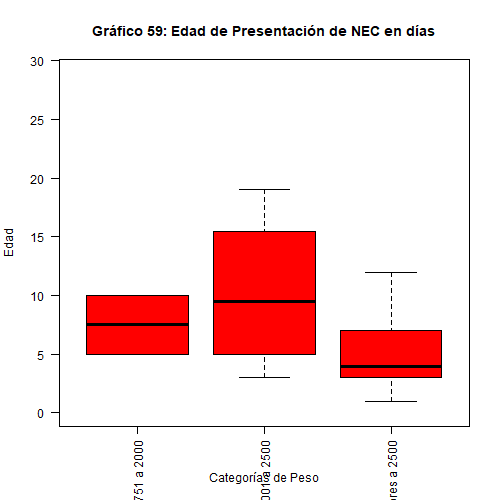 Gráfico 59: Edad de Presentación de NEC en días
30
25
20
15
10
5
0
Edad
751 a 2000
001 a 2500
res a 2500
Categorías de Peso